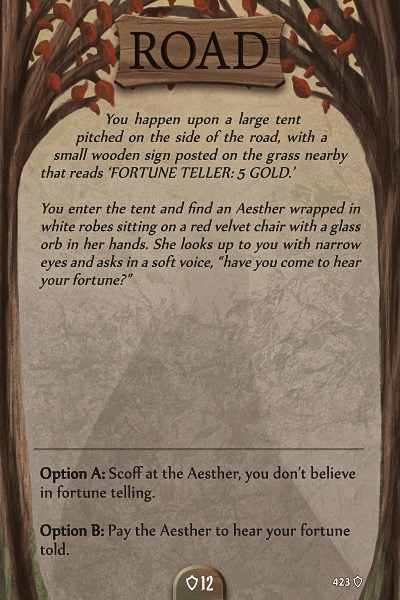 ROAD
You happen upon a large tent
pitched on the side of the road, with a
small wooden sign posted on the grass nearby
that reads ‘FORTUNE TELLER: 5 GOLD.’
You enter the tent and find an Aesther wrapped in
white robes sitting on a red velvet chair with a glass
orb in her hands. She looks up to you with narrow
eyes and asks in a soft voice, “have you come to hear
your fortune?”
Option A: Scoff at the Aesther, you don’t believe
in fortune telling.
Option B: Pay the Aesther to hear your fortune
told.
12
423